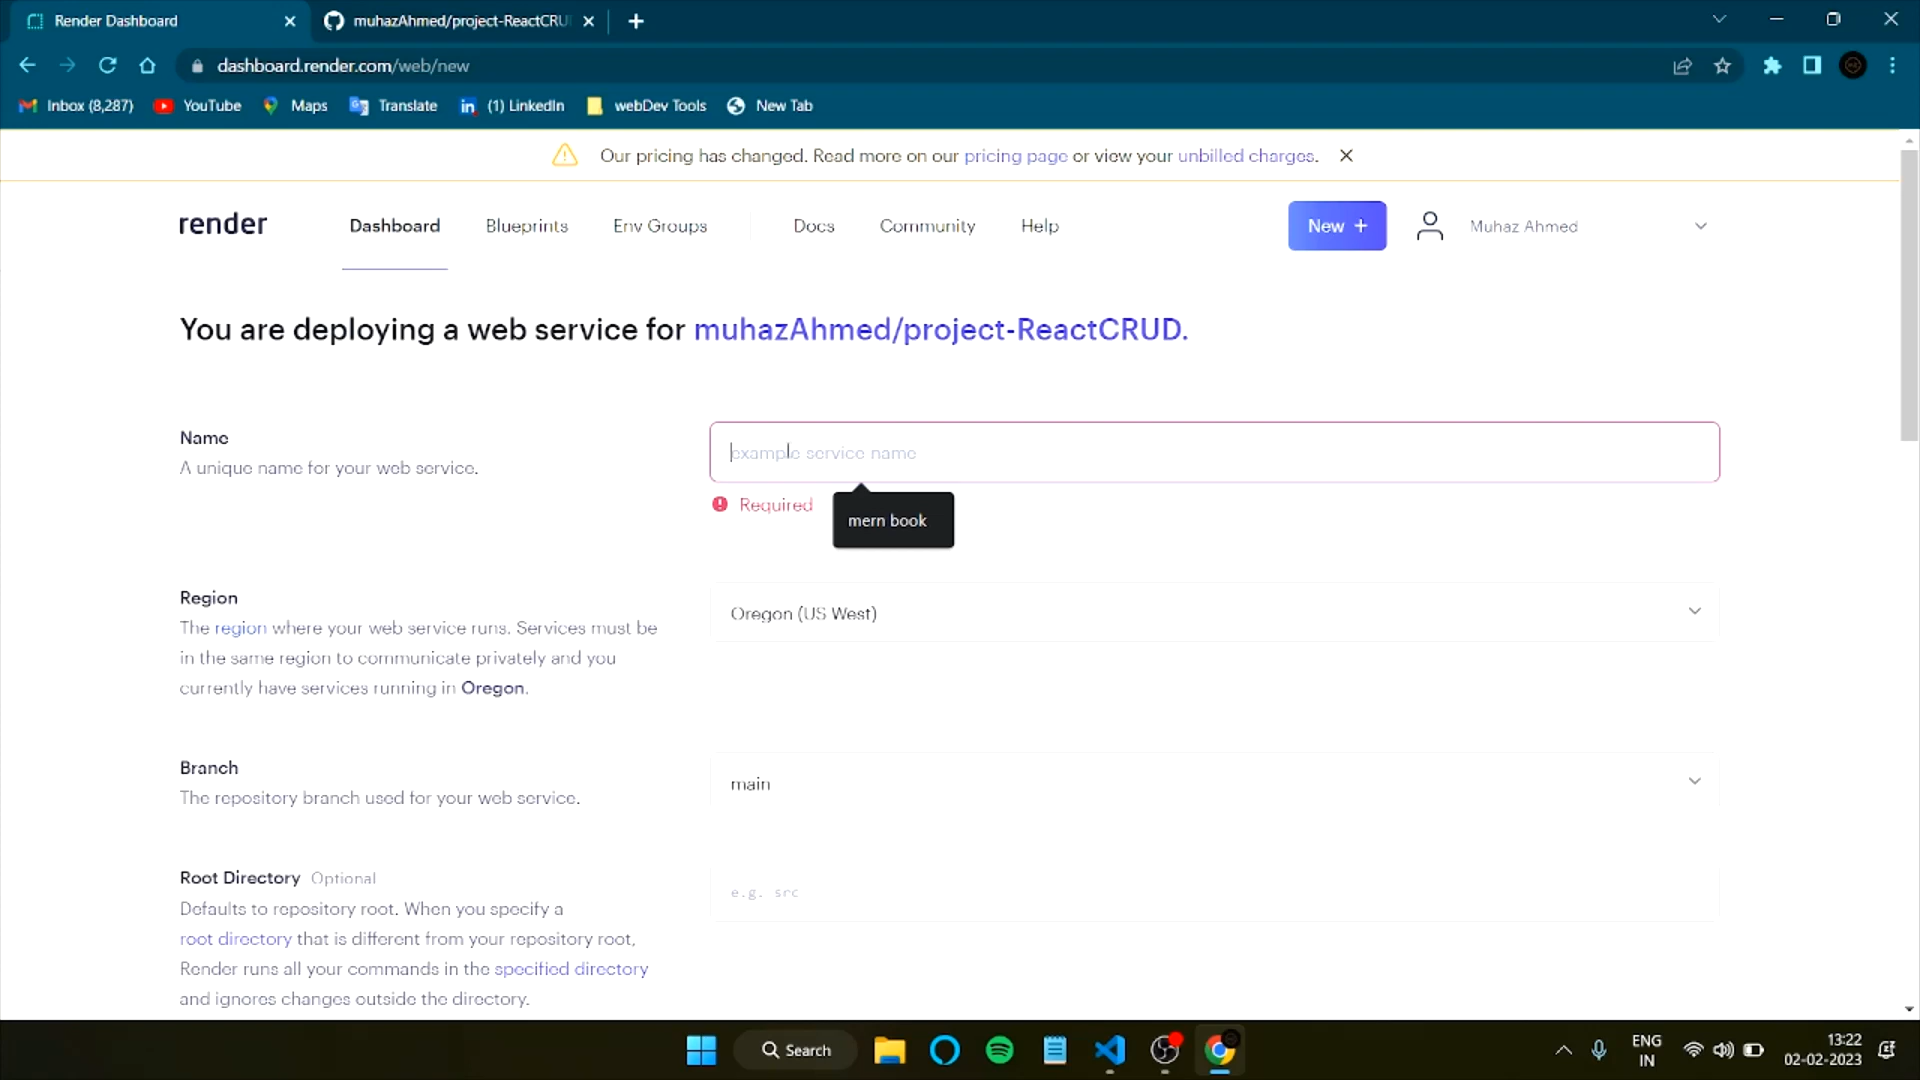 Render Dashboard
muhazAhmed/project-ReactCRU
dashboard.render.com/web/new
Inbox (8,287)
YouTube
Maps
Translate
(1) LinkedIn
webDev Tools
New Tab
Our pricing has changed. Read more on our pricing page or view your unbilled charges.
render
Dashboard
Blueprints
Env Groups
Docs
Community
Help
New +
Muhaz Ahmed
You are deploying a web service for muhazAhmed/project-ReactCRUD.
Name
A unique name for your web service.
example service name
Required
mern book
Region
The region where your web service runs. Services must be
in the same region to communicate privately and you
currently have services running in Oregon.
Oregon (US West)
Branch
The repository branch used for your web service.
main
Root Directory Optional
Defaults to repository root. When you specify a
root directory that is different from your repository root,
Render runs all your commands in the specified directory
and ignores changes outside the directory.
e.g. src
Search
ENG
IN
13:22
02-02-2023